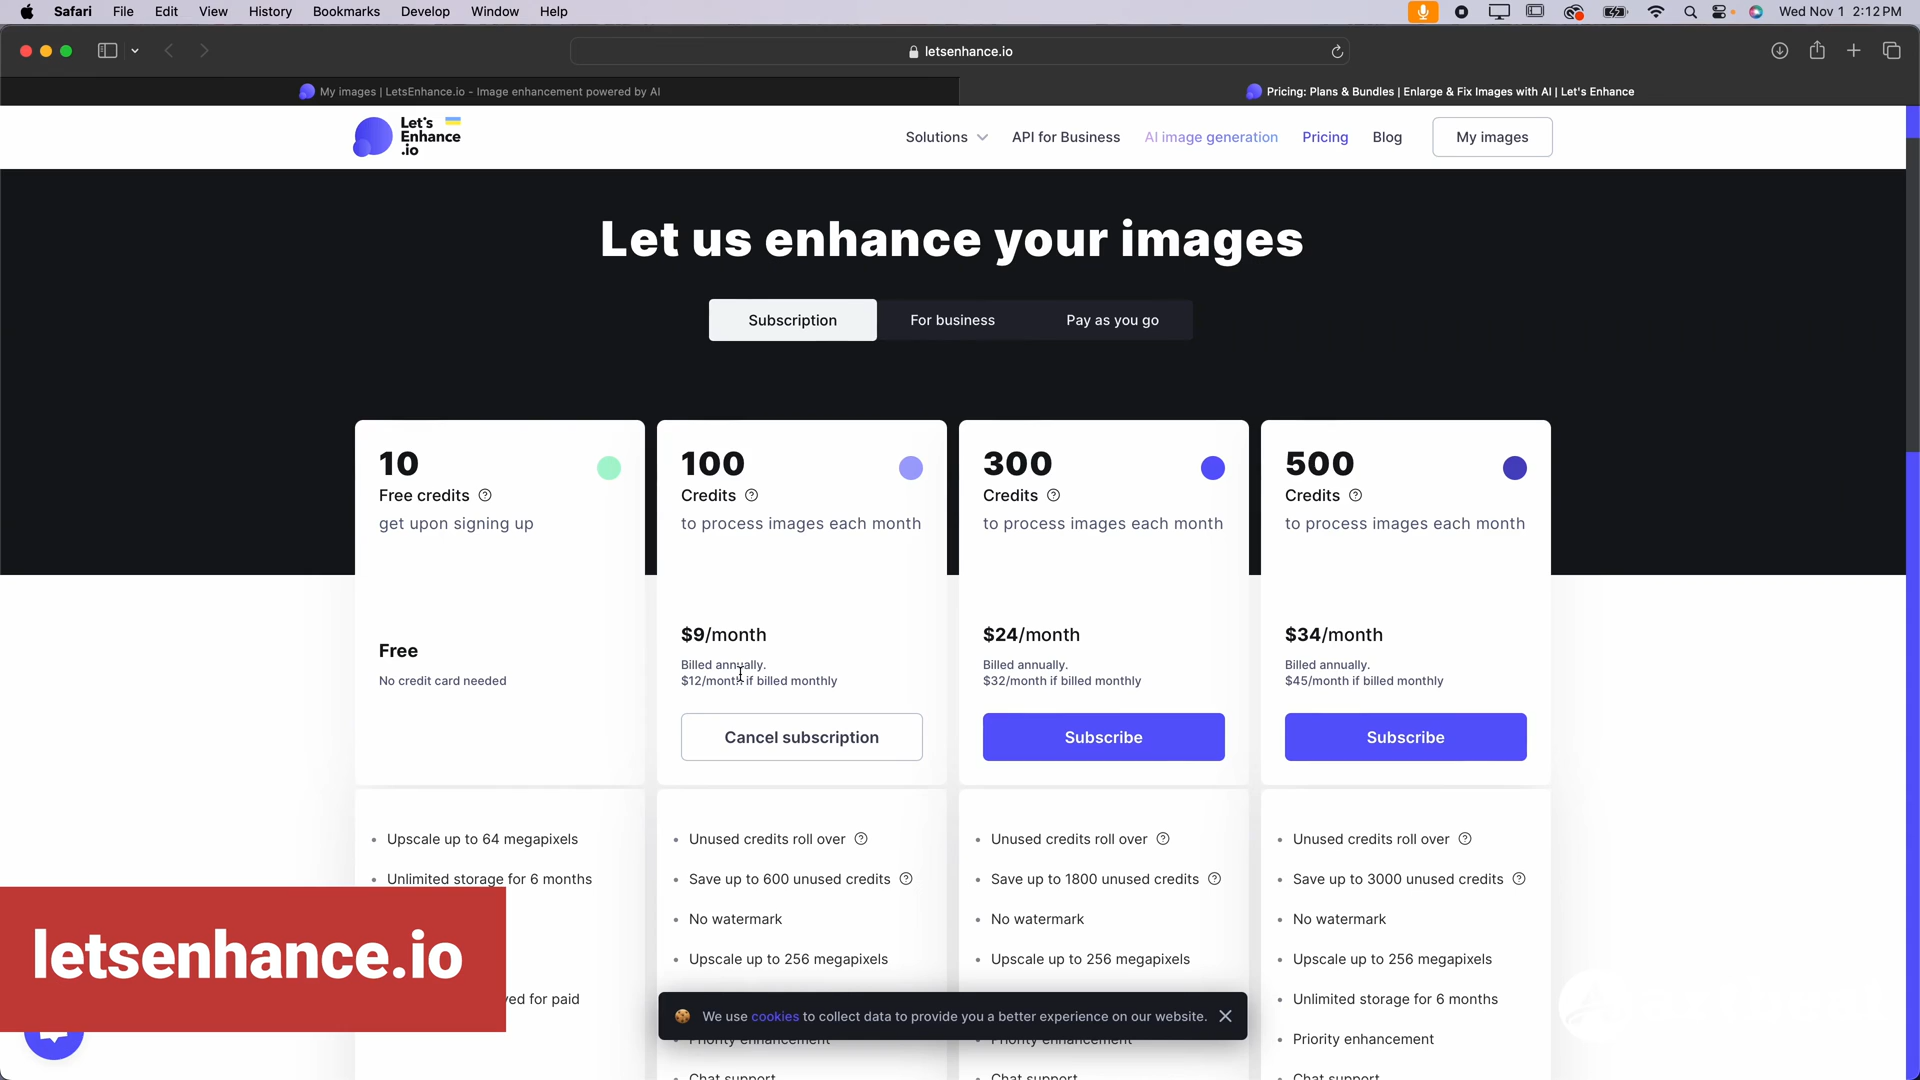 Safari File Edit View History Bookmarks Develop Window Help Wed Nov 1 2:12 PM
letsenhance.io
My images | LetsEnhance.io - Image enhancement powered by AI
Pricing: Plans & Bundles | Enlarge & Fix Images with AI | Let's Enhance
Let's
Enhance
.io
Solutions API for Business AI image generation Pricing Blog My images
Let us enhance your images
Subscription For business Pay as you go
10
Free credits
get upon signing up
Free
No credit card needed
Upscale up to 64 megapixels
Unlimited storage for 6 months
ved for paid
100
Credits
to process images each month
$9/month
Billed annually.
$12/month if billed monthly
Cancel subscription
Unused credits roll over
Save up to 600 unused credits
No watermark
Upscale up to 256 megapixels
Priority enhancement
Chat support
300
Credits
to process images each month
$24/month
Billed annually.
$32/month if billed monthly
Subscribe
Unused credits roll over
Save up to 1800 unused credits
No watermark
Upscale up to 256 megapixels
Priority enhancement
Chat support
500
Credits
to process images each month
$34/month
Billed annually.
$45/month if billed monthly
Subscribe
Unused credits roll over
Save up to 3000 unused credits
No watermark
Upscale up to 256 megapixels
Unlimited storage for 6 months
Priority enhancement
Chat support
letsenhance.io
We use cookies to collect data to provide you a better experience on our website.